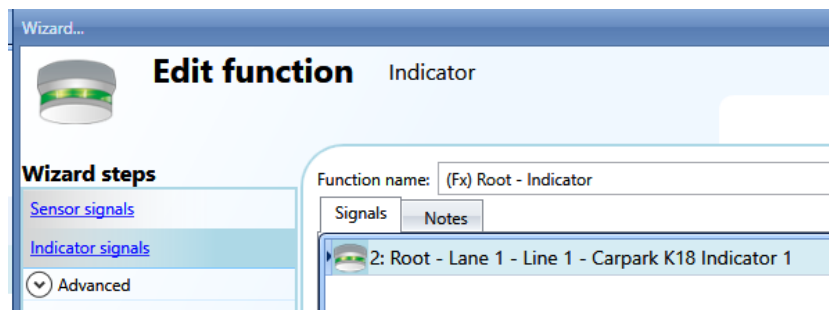 Wizard...
Edit function Indicator
Wizard steps
Function name: (Fx) Root - Indicator
Sensor signals
Signals Notes
Indicator signals
2: Root - Lane 1 - Line 1 - Carpark K18 Indicator 1
Advanced